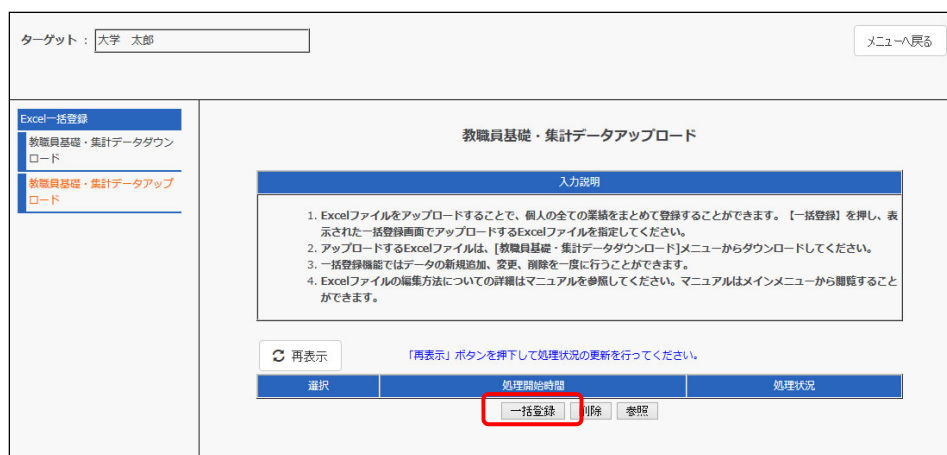 ターゲット : 大学　太郎
メニューへ戻る
Excel一括登録
教職員基礎・集計データダウン
ロード
教職員基礎・集計データアップ
ロード
教職員基礎・集計データアップロード
入力説明
1. Excelファイルをアップロードすることで、個人の全ての業績をまとめて登録することができます。【一括登録】を押し、表
示された一括登録画面でアップロードするExcelファイルを指定してください。
2. アップロードするExcelファイルは、[教職員基礎・集計データダウンロード]メニューからダウンロードしてください。
3. 一括登録機能ではデータの新規追加、変更、削除を一度に行うことができます。
4. Excelファイルの編集方法についての詳細はマニュアルを参照してください。マニュアルはメインメニューから閲覧すること
ができます。
再表示
「再表示」ボタンを押下して処理状況の更新を行ってください。
選択 処理開始時間 処理状況
一括登録 削除 参照